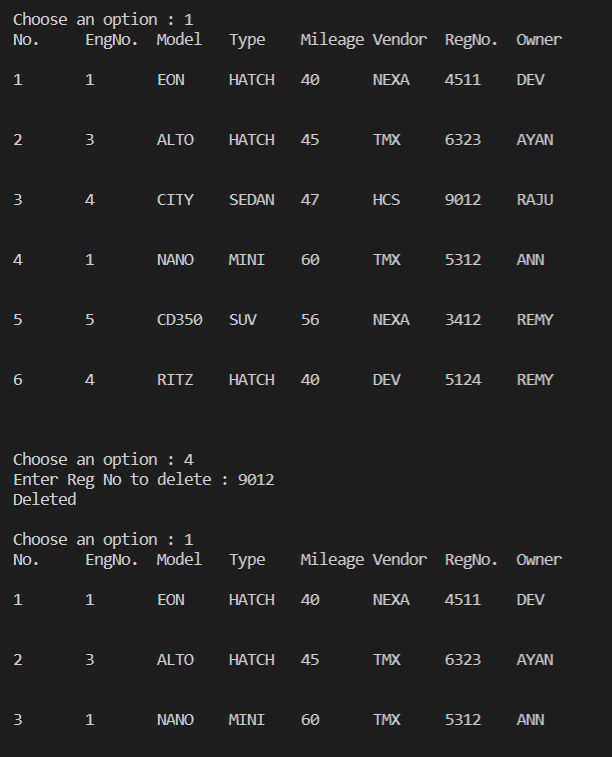 Choose an option : 1
No. EngNo. Model Type Mileage Vendor RegNo. Owner
1 1 EON HATCH 40 NEXA 4511 DEV
2 3 ALTO HATCH 45 TMX 6323 AYAN
3 4 CITY SEDAN 47 HCS 9012 RAJU
4 1 NANO MINI 60 TMX 5312 ANN
5 5 CD350 SUV 56 NEXA 3412 REMY
6 4 RITZ HATCH 40 DEV 5124 REMY
Choose an option : 4
Enter Reg No to delete : 9012
Deleted
Choose an option : 1
No. EngNo. Model Type Mileage Vendor RegNo. Owner
1 1 EON HATCH 40 NEXA 4511 DEV
2 3 ALTO HATCH 45 TMX 6323 AYAN
3 1 NANO MINI 60 TMX 5312 ANN